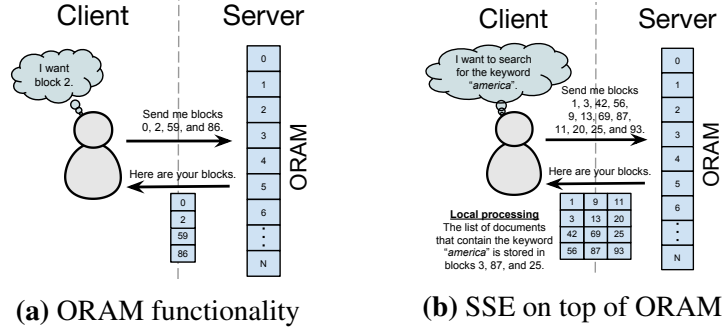 Client
Server
I want
block 2.
Send me blocks
0, 2, 59, and 86.
Here are your blocks.
0
2
59
86
0
1
2
3
4
5
6
N
ORAM
(a) ORAM functionality
Client
Server
I want to search
for the keyword
"america".
Send me blocks
1, 3, 42, 56,
9, 13, 69, 87,
11, 20, 25, and 93.
Here are your blocks.
Local processing
The list of documents
that contain the keyword
"america" is stored in
blocks 3, 87, and 25.
1 9 11
3 13 20
42 69 25
56 87 93
0
1
2
3
4
5
6
N
ORAM
(b) SSE on top of ORAM